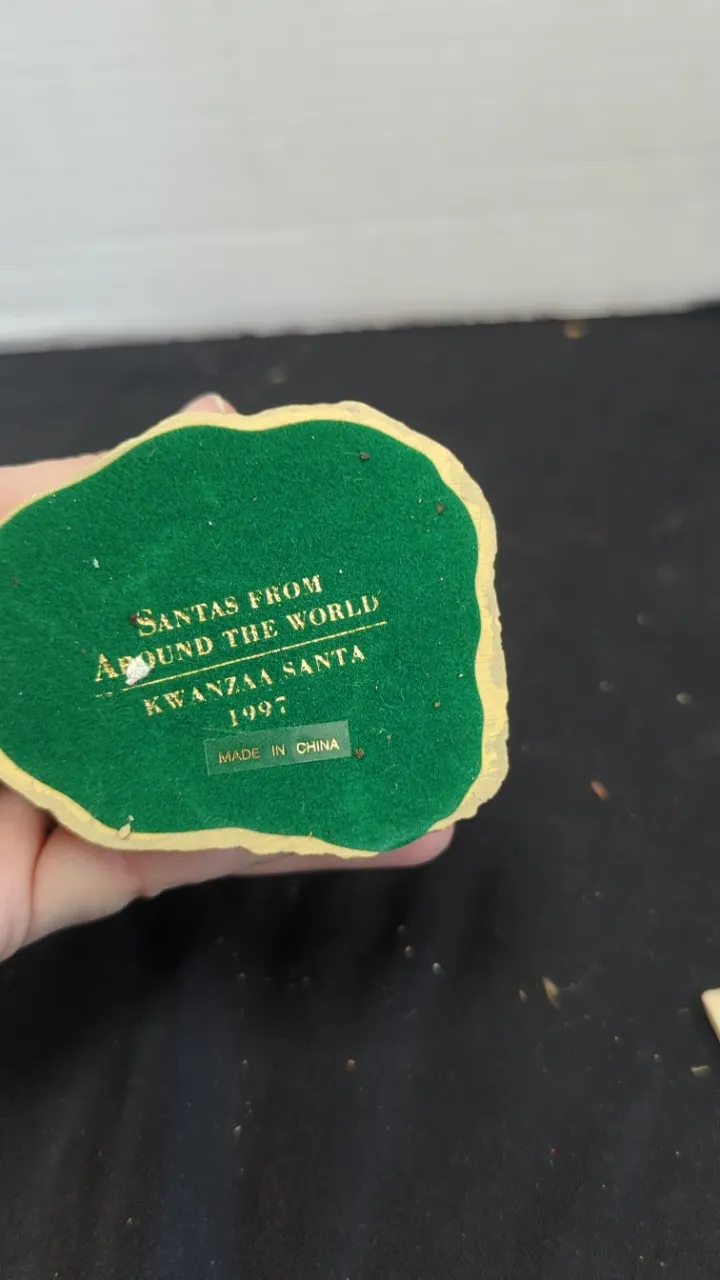 SANTAS FROM
AROUND THE WORLD
KWANZAA SANTA
1997
MADE IN CHINA